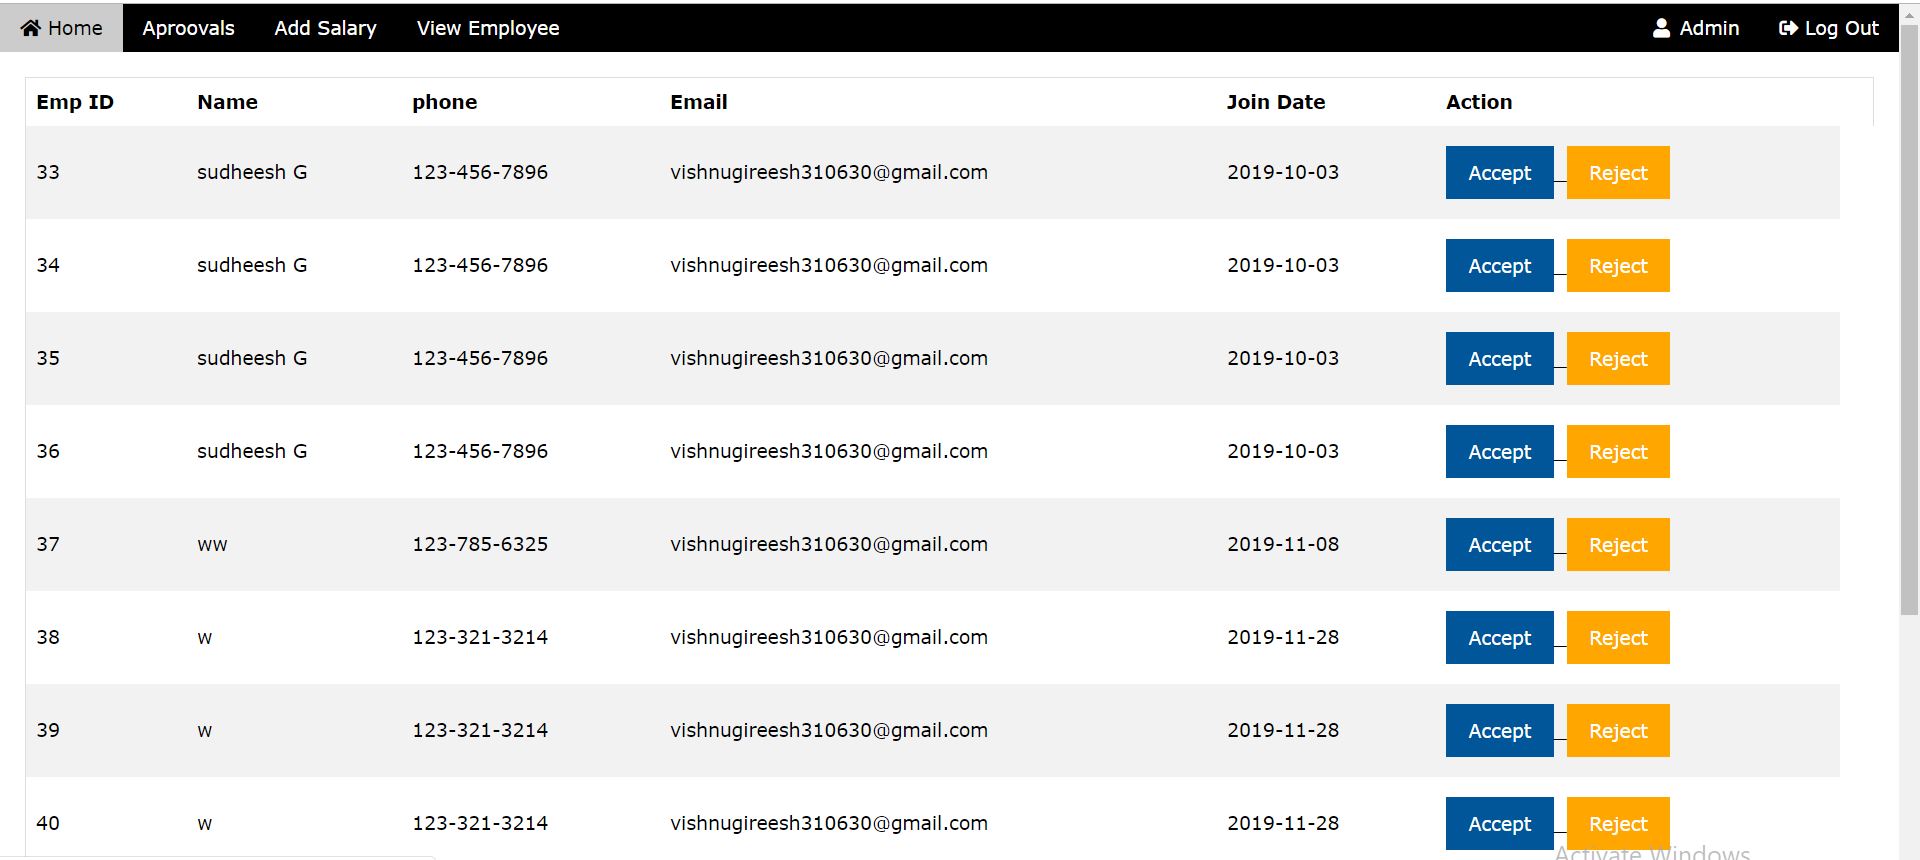 Home Aproovals Add Salary View Employee Admin Log Out
Emp ID Name phone Email Join Date Action
33 sudheesh G 123-456-7896 vishnugireesh310630@gmail.com 2019-10-03 Accept Reject
34 sudheesh G 123-456-7896 vishnugireesh310630@gmail.com 2019-10-03 Accept Reject
35 sudheesh G 123-456-7896 vishnugireesh310630@gmail.com 2019-10-03 Accept Reject
36 sudheesh G 123-456-7896 vishnugireesh310630@gmail.com 2019-10-03 Accept Reject
37 ww 123-785-6325 vishnugireesh310630@gmail.com 2019-11-08 Accept Reject
38 w 123-321-3214 vishnugireesh310630@gmail.com 2019-11-28 Accept Reject
39 w 123-321-3214 vishnugireesh310630@gmail.com 2019-11-28 Accept Reject
40 w 123-321-3214 vishnugireesh310630@gmail.com 2019-11-28 Accept Reject
Activate Windows